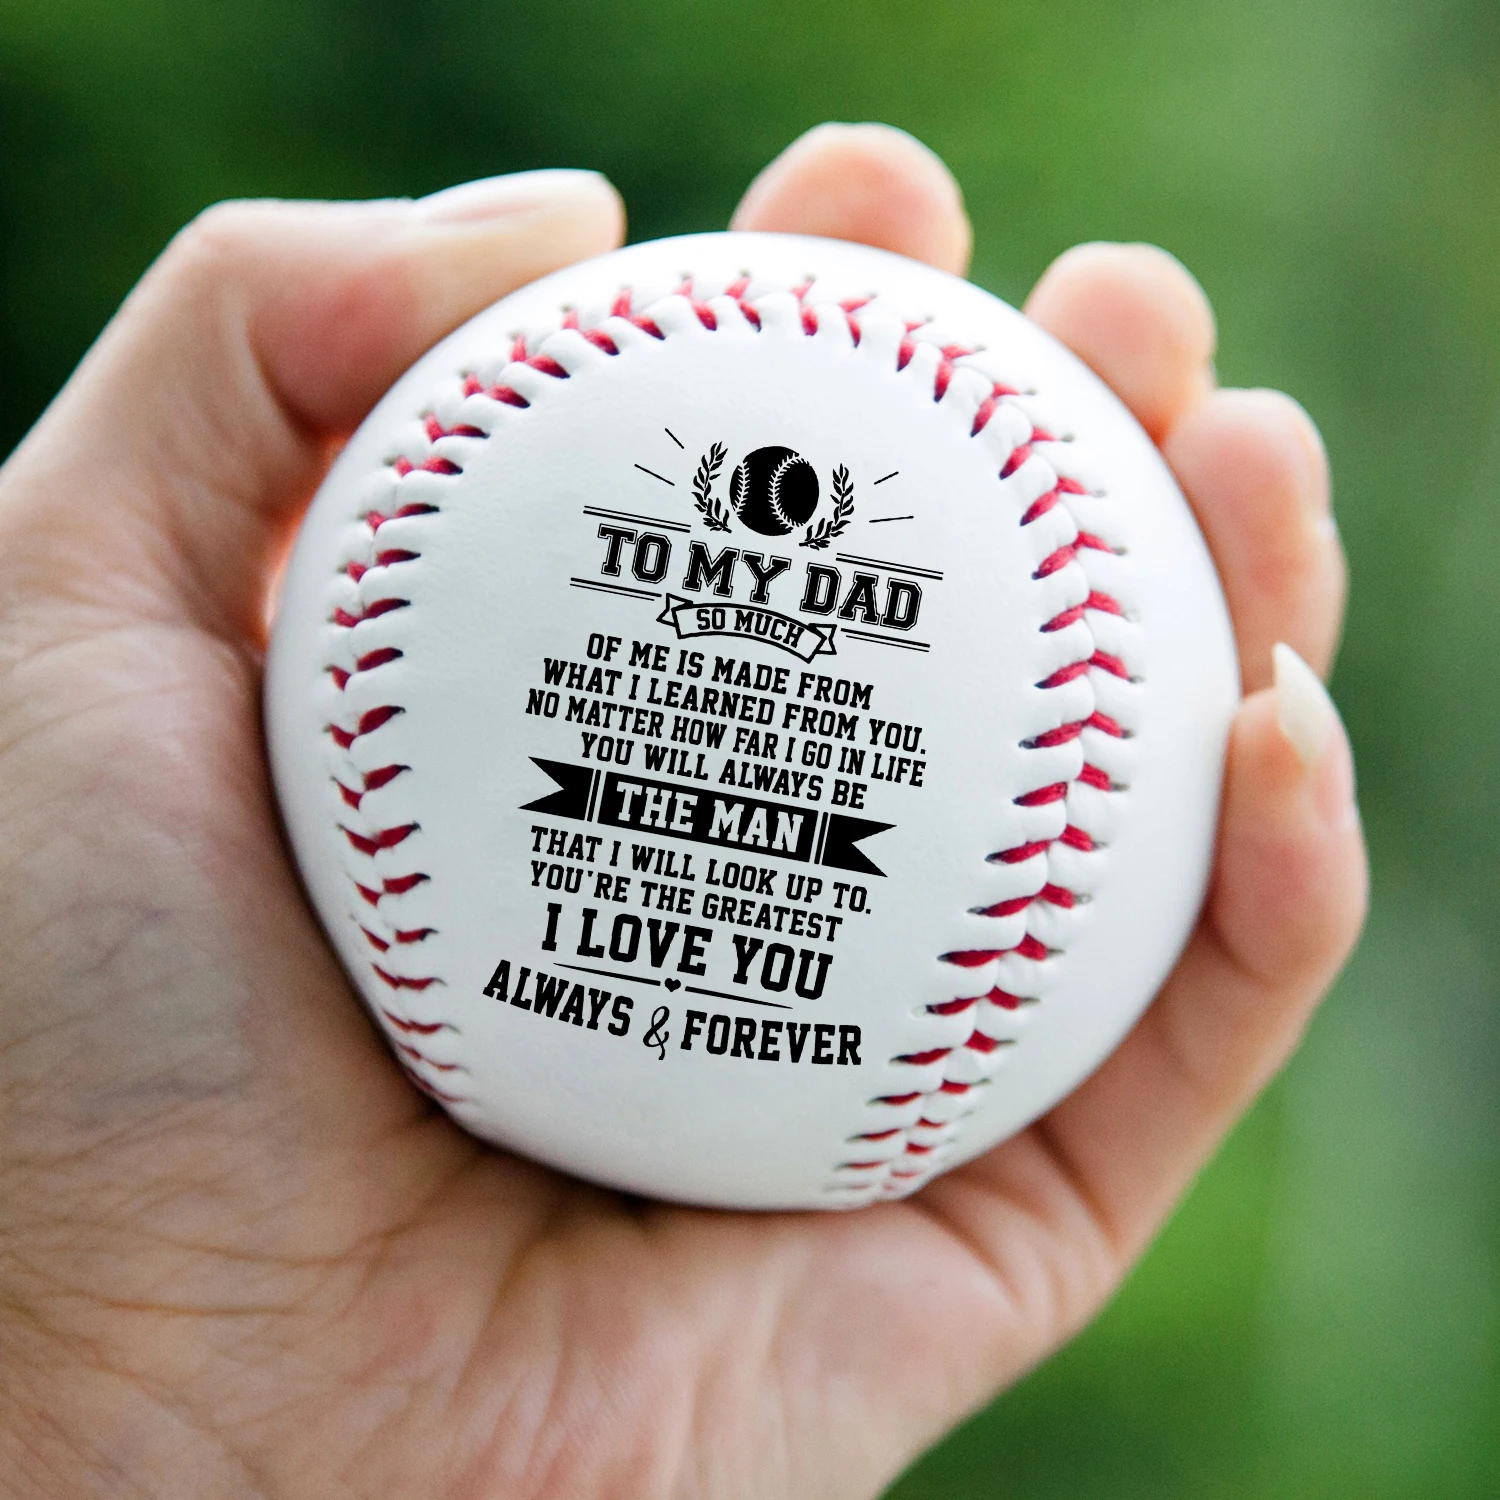 TO MY DAD
SO MUCH
OF ME IS MADE FROM
WHAT I LEARNED FROM YOU.
NO MATTER HOW FAR I GO IN LIFE
YOU WILL ALWAYS BE
THE MAN
THAT I WILL LOOK UP TO.
YOU'RE THE GREATEST
I LOVE YOU
ALWAYS & FOREVER